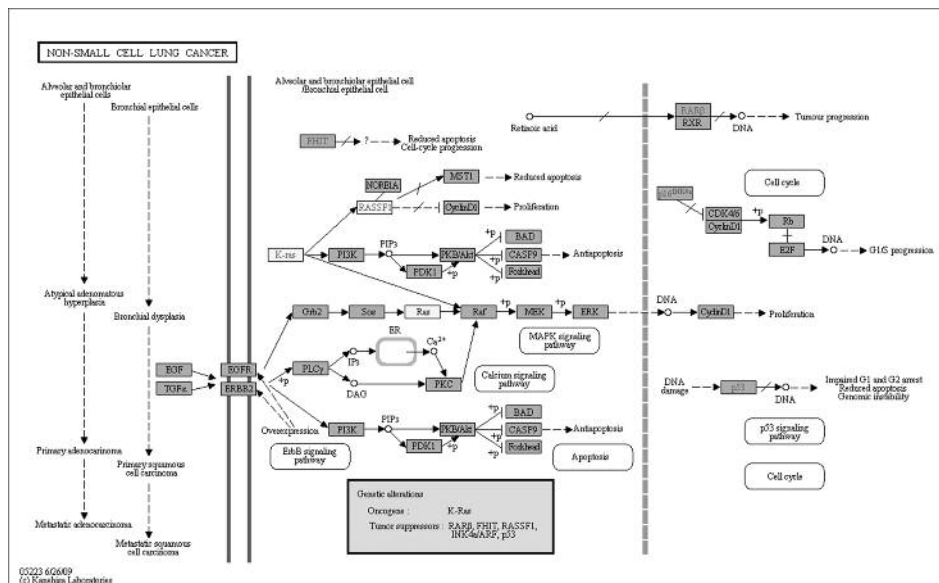 NON-SMALL CELL LUNG CANCER
Alveolar and bronchiolar
epithelial cells
Bronchial epithelial cells
Atypical adenomatous
hyperplasia
Bronchial dysplasia
Primary adenocarinoma
Primary squamous
cell carcinoma
Metastatic adenocarcinoma
Metastatic squamous
cell carcinoma
Alveolar and bronchiolar epithelial cell
/Bronchial epithelial cell
Retinoic acid
RARβ
RXR
DNA
Tumour progression
FHIT
?
Reduced apoptosis
Cell-cycle progression
NORE1A
MST1
Reduced apoptosis
RASSF1
CyclinD1
Proliferation
Cell cycle
CDK4/6
CyclinD1
+p
Rb
E2F
DNA
G1/S progression
K-ras
PI3K
PIP3
PDK1
+p
PKB/Akt
+p
+p
+p
BAD
CASP9
Forkhead
Antiapoptosis
Grb2
Sos
Ras
Raf
+p
MEK
+p
ERK
DNA
CyclinD1
Proliferation
MAPK signaling
pathway
EGF
TGFα
EGFR
ERBB2
+p
PLCγ
IP3
ER
Ca2+
DAG
PKC
Calcium signaling
pathway
DNA
damage
p53
DNA
Impaired G1 and G2 arrest
Reduced apoptosis
Genomic instability
Overexpression
ErbB signaling
pathway
PI3K
PIP3
PDK1
+p
PKB/Akt
+p
+p
+p
BAD
CASP9
Forkhead
Antiapoptosis
Apoptosis
p53 signaling
pathway
Cell cycle
Genetic alterations
Oncogens : K-Ras
Tumor suppressors : RARβ, FHIT, RASSF1,
INK4a/ARF, p53
05223 6/26/09
(c) Kanehisa Laboratories